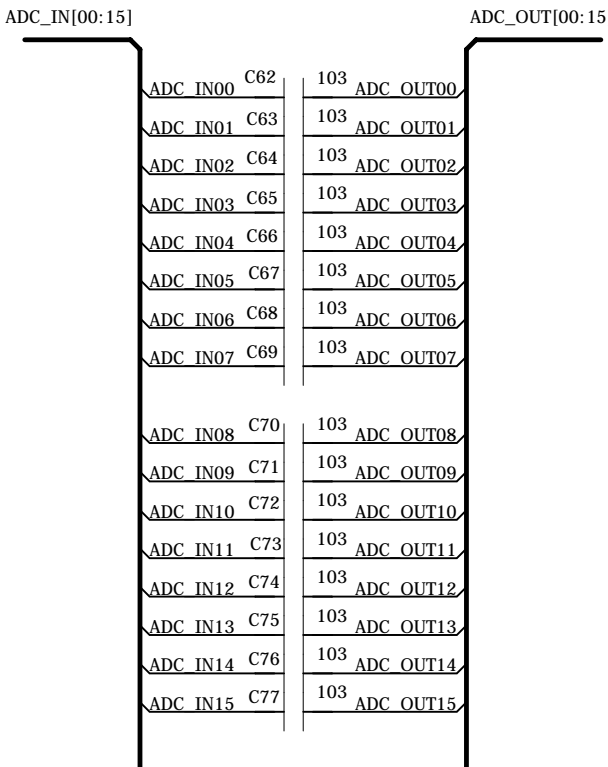 ADC_IN[00:15] ADC_OUT[00:15
ADC_IN00 C62 103 ADC_OUT00
ADC_IN01 C63 103 ADC_OUT01
ADC_IN02 C64 103 ADC_OUT02
ADC_IN03 C65 103 ADC_OUT03
ADC_IN04 C66 103 ADC_OUT04
ADC_IN05 C67 103 ADC_OUT05
ADC_IN06 C68 103 ADC_OUT06
ADC_IN07 C69 103 ADC_OUT07
ADC_IN08 C70 103 ADC_OUT08
ADC_IN09 C71 103 ADC_OUT09
ADC_IN10 C72 103 ADC_OUT10
ADC_IN11 C73 103 ADC_OUT11
ADC_IN12 C74 103 ADC_OUT12
ADC_IN13 C75 103 ADC_OUT13
ADC_IN14 C76 103 ADC_OUT14
ADC_IN15 C77 103 ADC_OUT15